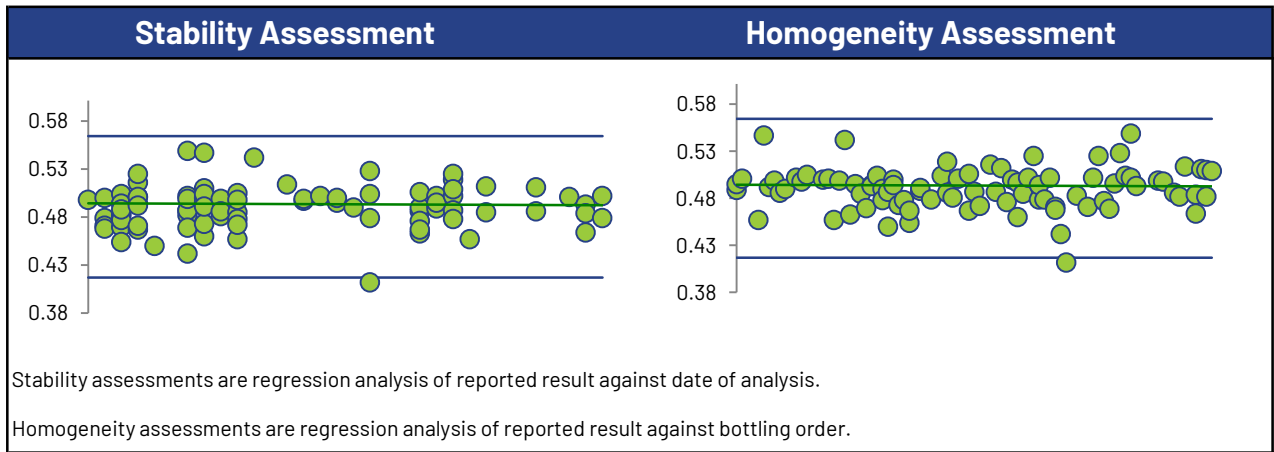 Stability Assessment
Homogeneity Assessment
0.58
0.53
0.48
0.43
0.38
0.58
0.53
0.48
0.43
0.38
Stability assessments are regression analysis of reported result against date of analysis.
Homogeneity assessments are regression analysis of reported result against bottling order.